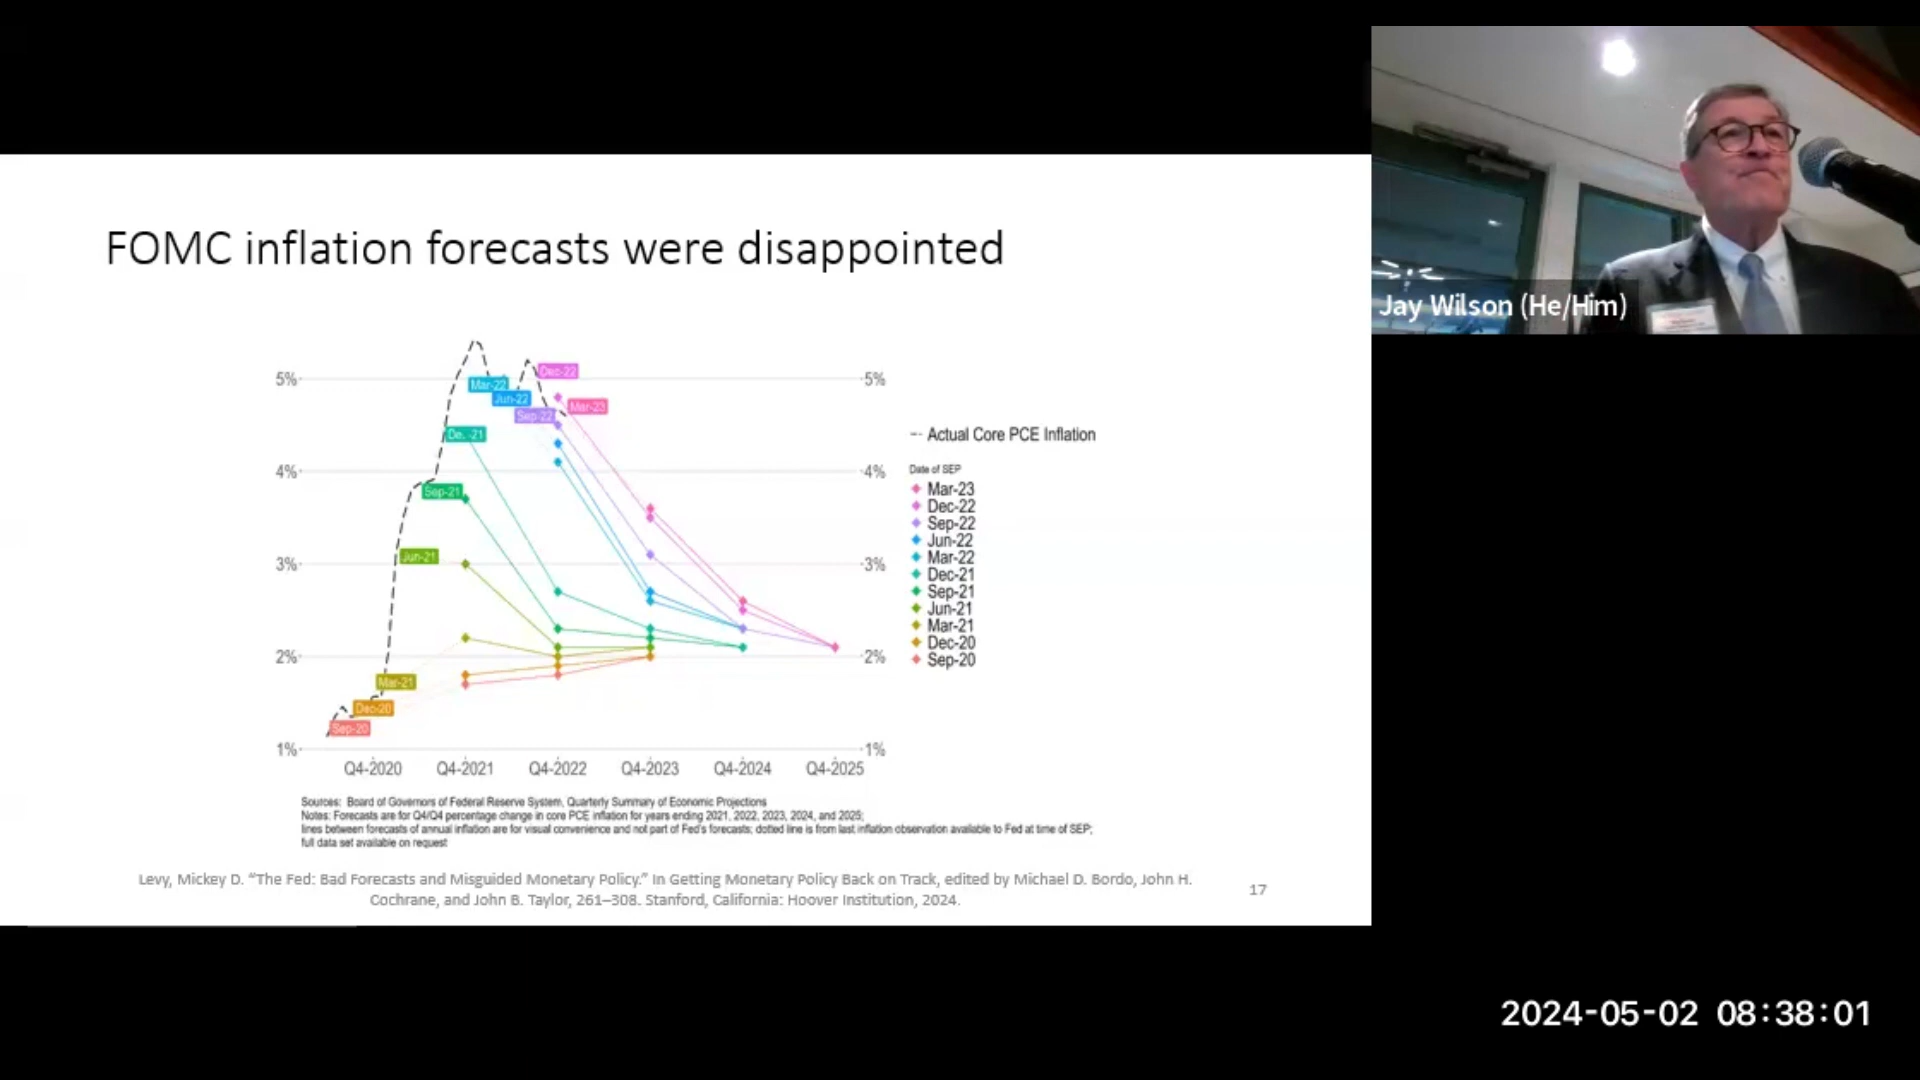 FOMC inflation forecasts were disappointed
5%
4%
3%
2%
1%
5%
4%
3%
2%
1%
Dec-22
Mar-22
Jun-22
Mar-23
Sep-22
De. -21
Sep-21
Jun-21
Mar-21
Dec-20
Sep-20
Q4-2020 Q4-2021 Q4-2022 Q4-2023 Q4-2024 Q4-2025
Actual Core PCE Inflation
Date of SEP
Mar-23
Dec-22
Sep-22
Jun-22
Mar-22
Dec-21
Sep-21
Jun-21
Mar-21
Dec-20
Sep-20
Sources: Board of Governors of Federal Reserve System, Quarterly Summary of Economic Projections
Notes: Forecasts are for Q4/Q4 percentage change in core PCE inflation for years ending 2021, 2022, 2023, 2024, and 2025;
lines between forecasts of annual inflation are for visual convenience and not part of Fed's forecasts; dotted line is from last inflation observation available to Fed at time of SEP;
full data set available on request
Levy, Mickey D. "The Fed: Bad Forecasts and Misguided Monetary Policy." In Getting Monetary Policy Back on Track, edited by Michael D. Bordo, John H.
Cochrane, and John B. Taylor, 261–308. Stanford, California: Hoover Institution, 2024.
17
Jay Wilson (He/Him)
2024-05-02 08:38:01